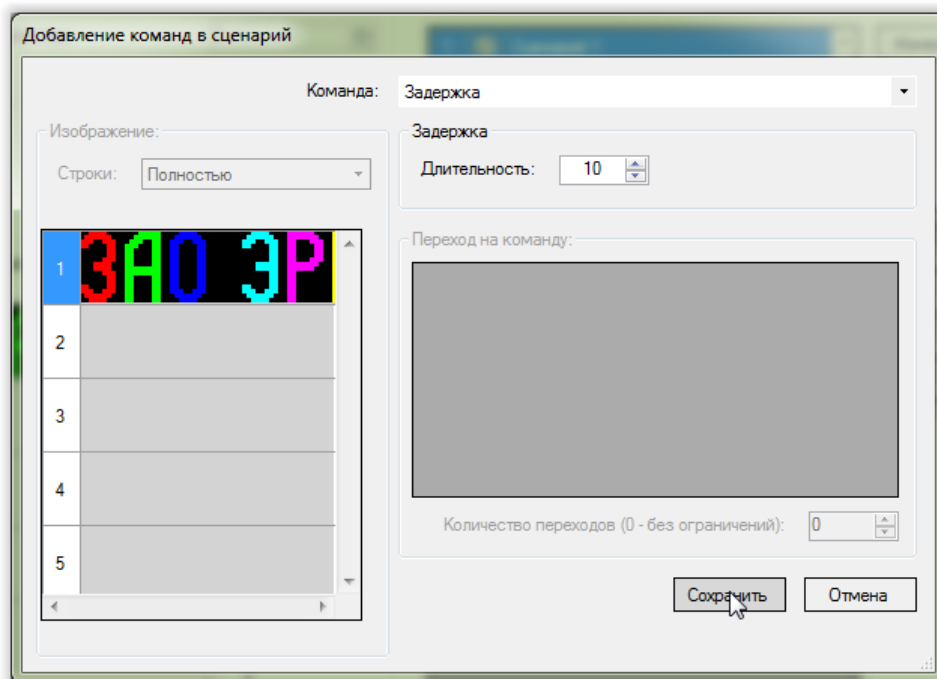 Добавление команд в сценарий
Команда: Задержка
Изображение:
Строки: Полностью
1 ЗАО ЭР
2
3
4
5
Задержка
Длительность: 10
Переход на команду:
Количество переходов (0 - без ограничений): 0
Сохранить Отмена